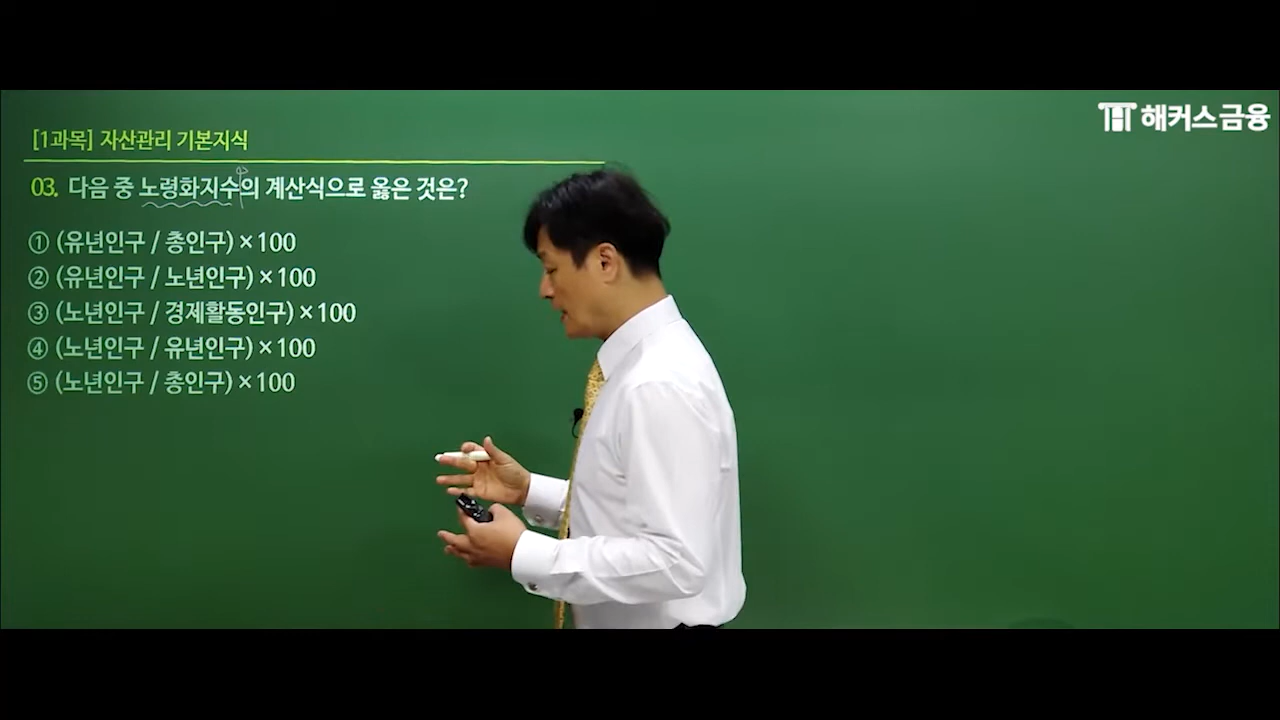 해커스금융
[1과목] 자산관리 기본지식
03. 다음 중 노령화지수의 계산식으로 옳은 것은?
① (유년인구 / 총인구) × 100
② (유년인구 / 노년인구) × 100
③ (노년인구 / 경제활동인구) × 100
④ (노년인구 / 유년인구) × 100
⑤ (노년인구 / 총인구) × 100